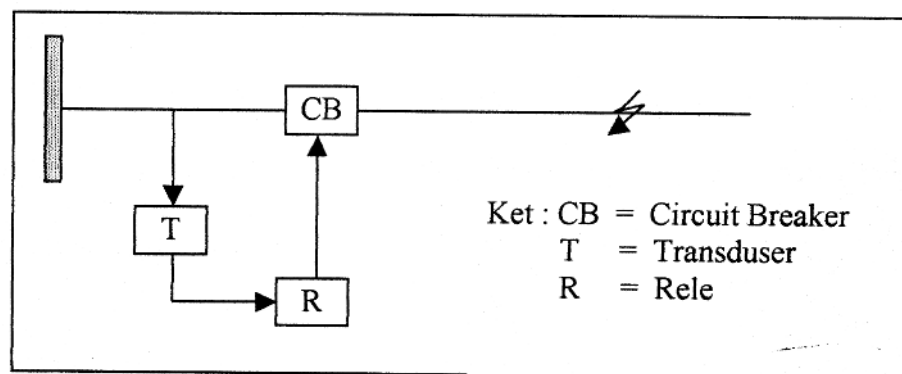 CB
T
R
Ket : CB = Circuit Breaker
T = Transduser
R = Rele